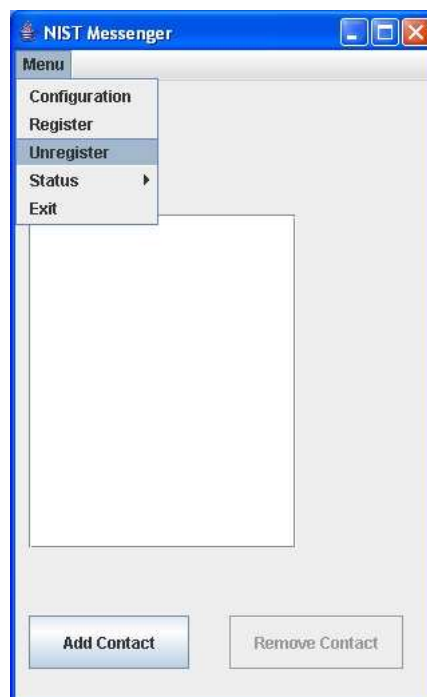 NIST Messenger
Menu
Configuration
Register
Unregister
Status
Exit
Add Contact
Remove Contact